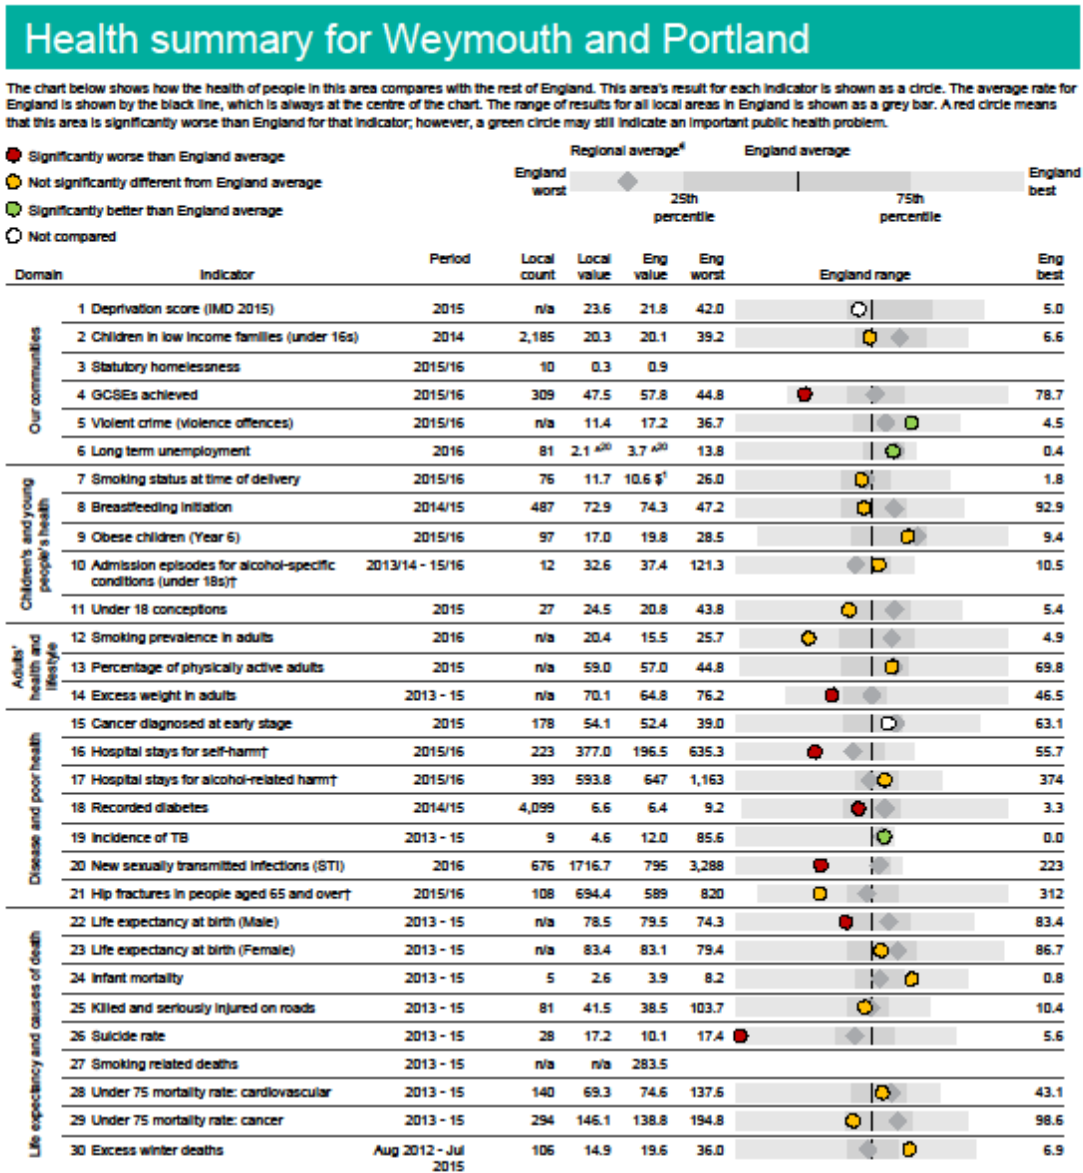 Health summary for Weymouth and Portland
The chart below shows how the health of people in this area compares with the rest of England. This area's result for each indicator is shown as a circle. The average rate for
England is shown by the black line, which is always at the centre of the chart. The range of results for all local areas in England is shown as a grey bar. A red circle means
that this area is significantly worse than England for that indicator; however, a green circle may still indicate an important public health problem.
Significantly worse than England average
Not significantly different from England average
Significantly better than England average
Not compared
Regional average€ England average
England worst
England best
25th percentile
75th percentile
Domain Indicator Period Local count Local value Eng value Eng worst England range Eng best
Our communities
1 Deprivation score (IMD 2015) 2015 n/a 23.6 21.8 42.0 5.0
2 Children in low income families (under 16s) 2014 2,185 20.3 20.1 39.2 6.6
3 Statutory homelessness 2015/16 10 0.3 0.9
4 GCSEs achieved 2015/16 309 47.5 57.8 44.8 78.7
5 Violent crime (violence offences) 2015/16 n/a 11.4 17.2 36.7 4.5
6 Long term unemployment 2016 81 2.1 ^20 3.7 ^20 13.8 0.4
Children's and young people's health
7 Smoking status at time of delivery 2015/16 76 11.7 10.6 $1 26.0 1.8
8 Breastfeeding initiation 2014/15 487 72.9 74.3 47.2 92.9
9 Obese children (Year 6) 2015/16 97 17.0 19.8 28.5 9.4
10 Admission episodes for alcohol-specific conditions (under 18s)† 2013/14 - 15/16 12 32.6 37.4 121.3 10.5
11 Under 18 conceptions 2015 27 24.5 20.8 43.8 5.4
Adults' health and lifestyle
12 Smoking prevalence in adults 2016 n/a 20.4 15.5 25.7 4.9
13 Percentage of physically active adults 2015 n/a 59.0 57.0 44.8 69.8
14 Excess weight in adults 2013 - 15 n/a 70.1 64.8 76.2 46.5
Disease and poor health
15 Cancer diagnosed at early stage 2015 178 54.1 52.4 39.0 63.1
16 Hospital stays for self-harm† 2015/16 223 377.0 196.5 635.3 55.7
17 Hospital stays for alcohol-related harm† 2015/16 393 593.8 647 1,163 374
18 Recorded diabetes 2014/15 4,099 6.6 6.4 9.2 3.3
19 Incidence of TB 2013 - 15 9 4.6 12.0 85.6 0.0
20 New sexually transmitted infections (STI) 2016 676 1716.7 795 3,288 223
21 Hip fractures in people aged 65 and over† 2015/16 108 694.4 589 820 312
Life expectancy and causes of death
22 Life expectancy at birth (Male) 2013 - 15 n/a 78.5 79.5 74.3 83.4
23 Life expectancy at birth (Female) 2013 - 15 n/a 83.4 83.1 79.4 86.7
24 Infant mortality 2013 - 15 5 2.6 3.9 8.2 0.8
25 Killed and seriously injured on roads 2013 - 15 81 41.5 38.5 103.7 10.4
26 Suicide rate 2013 - 15 28 17.2 10.1 17.4 5.6
27 Smoking related deaths 2013 - 15 n/a n/a 283.5
28 Under 75 mortality rate: cardiovascular 2013 - 15 140 69.3 74.6 137.6 43.1
29 Under 75 mortality rate: cancer 2013 - 15 294 146.1 138.8 194.8 98.6
30 Excess winter deaths Aug 2012 - Jul 2015 106 14.9 19.6 36.0 6.9